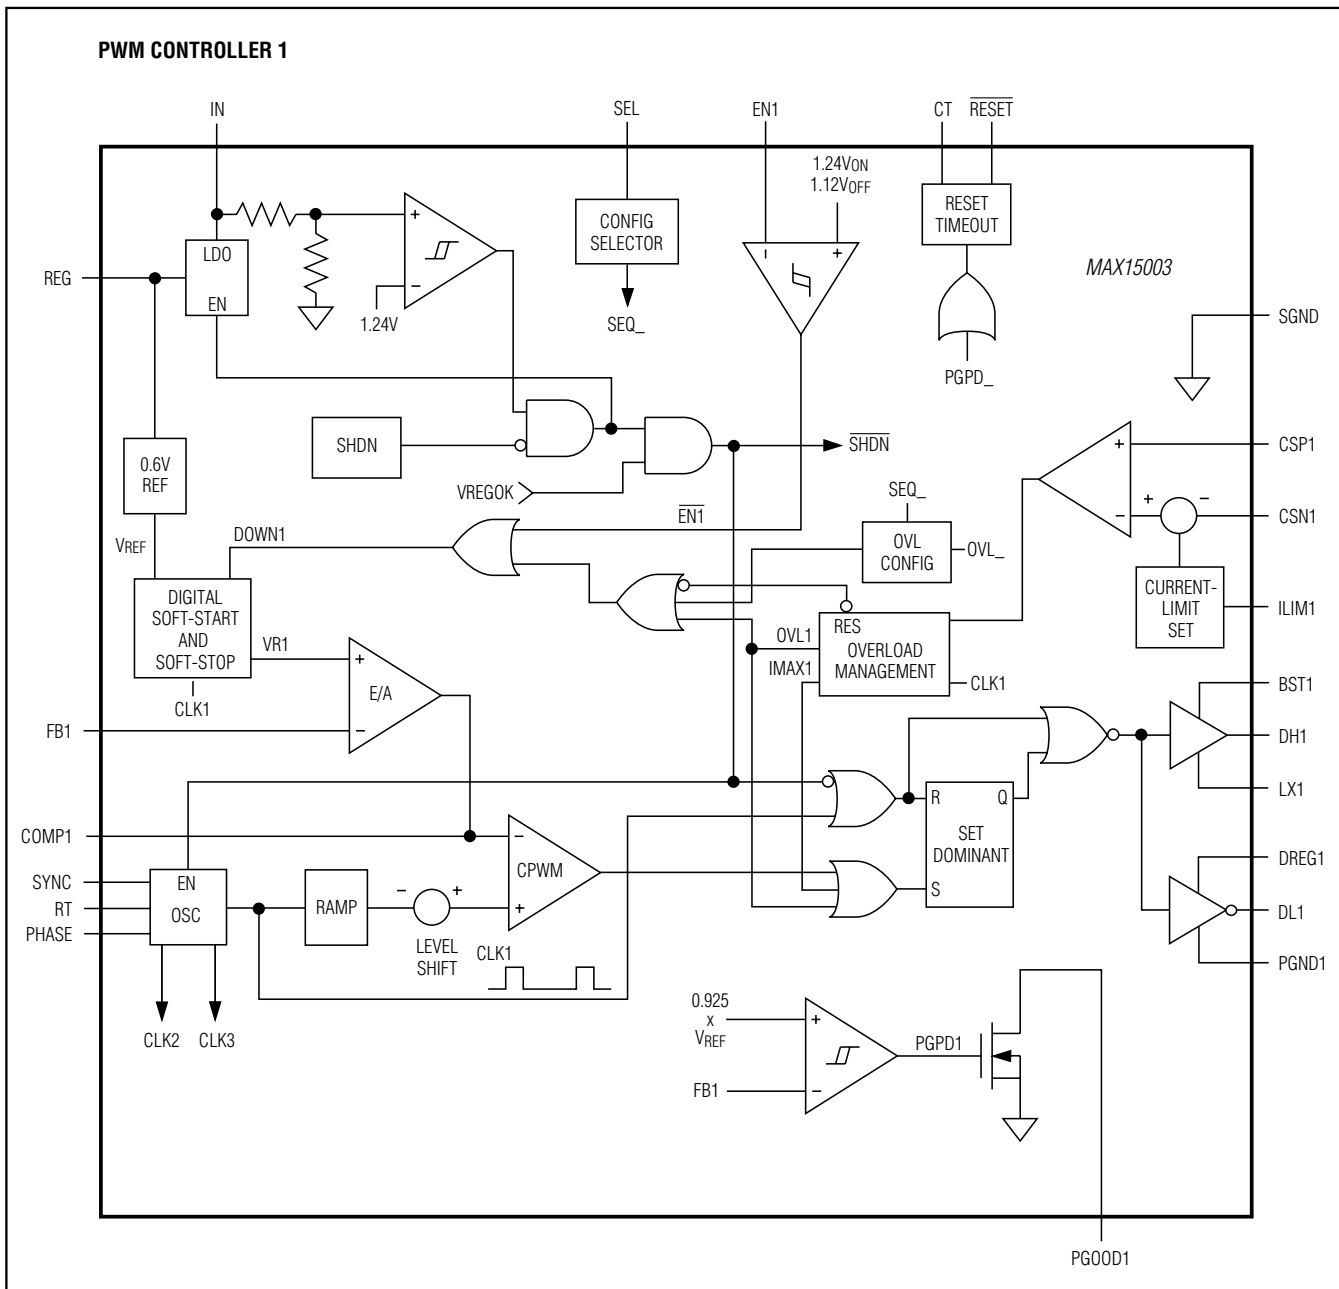 PWM CONTROLLER 1
IN
SEL
EN1
CT
RESET
1.24VON
1.12VOFF
RESET
TIMEOUT
CONFIG
SELECTOR
+
−
1.24V
LDO
EN
REG
SEQ_
−
+
MAX15003
PGPD_
SGND
SHDN
SHDN
VREGOK
0.6V
REF
VREF
DOWN1
EN1
SEQ_
OVL
CONFIG
OVL_
+
−
+
−
CSP1
CSN1
CURRENT-
LIMIT
SET
ILIM1
DIGITAL
SOFT-START
AND
SOFT-STOP
VR1
CLK1
+
E/A
−
FB1
OVL1
IMAX1
RES
OVERLOAD
MANAGEMENT
CLK1
BST1
DH1
LX1
COMP1
SYNC
RT
PHASE
EN
OSC
RAMP
−
+
LEVEL
SHIFT
−
CPWM
+
CLK1
R
Q
SET
DOMINANT
S
DREG1
DL1
PGND1
CLK2
CLK3
0.925
x
VREF
+
−
FB1
PGPD1
PGOOD1